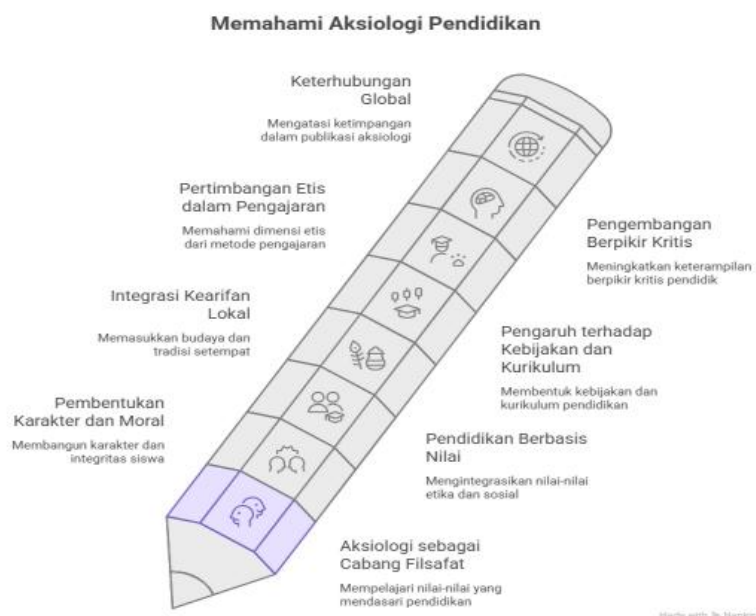 Memahami Aksiologi Pendidikan
Keterhubungan
Global
Mengatasi ketimpangan
dalam publikasi aksiologi
Pertimbangan Etis
dalam Pengajaran
Memahami dimensi etis
dari metode pengajaran
Pengembangan
Berpikir Kritis
Meningkatkan keterampilan
berpikir kritis pendidik
Integrasi Kearifan
Lokal
Memasukkan budaya dan
tradisi setempat
Pengaruh terhadap
Kebijakan dan
Kurikulum
Membentuk kebijakan dan
kurikulum pendidikan
Pembentukan
Karakter dan Moral
Membangun karakter dan
integritas siswa
Pendidikan Berbasis
Nilai
Mengintegrasikan nilai-nilai
etika dan sosial
Aksiologi sebagai
Cabang Filsafat
Mempelajari nilai-nilai yang
mendasari pendidikan